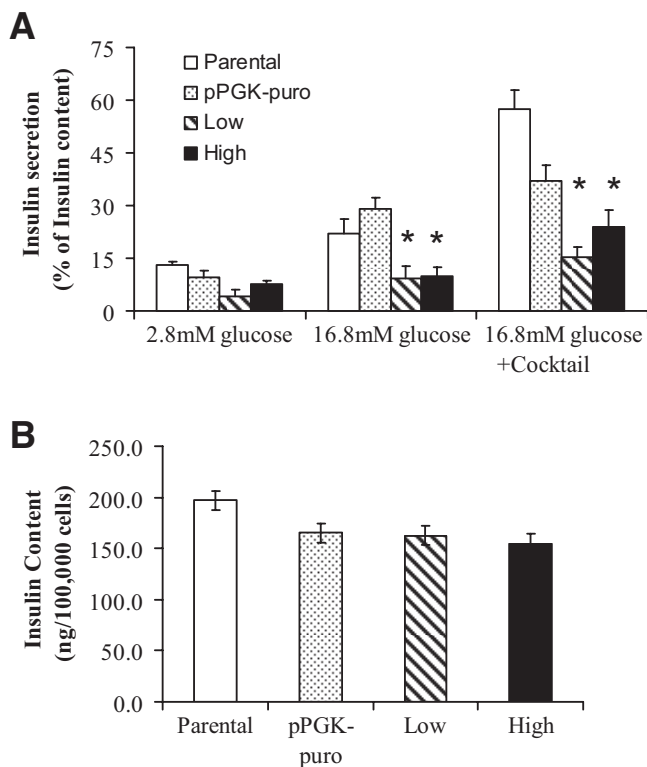 A
Insulin secretion
(% of Insulin content)
75
60
45
30
15
0
Parental
pPGK-puro
Low
High
* *
* *
2.8mM glucose 16.8mM glucose 16.8mM glucose
+Cocktail
B
Insulin Content
(ng/100,000 cells)
250.0
200.0
150.0
100.0
50.0
0.0
Parental pPGK- Low High
puro